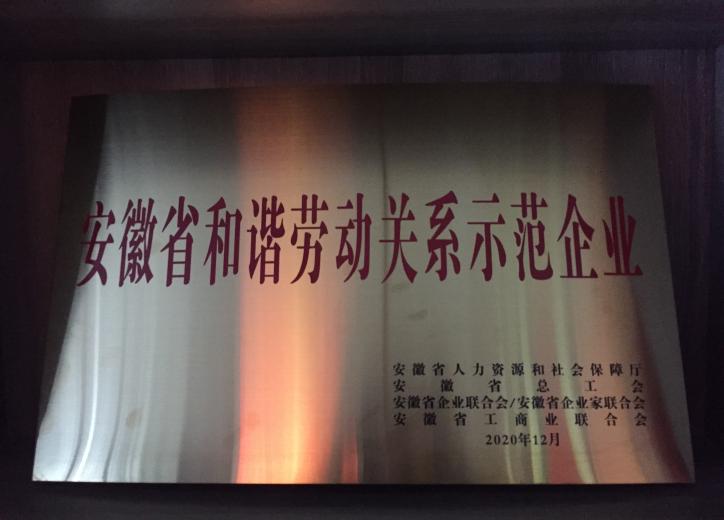 安徽省和谐劳动关系示范企业
安徽省人力资源和社会保障厅
安徽省总工会
安徽省企业联合会/安徽省企业家联合会
安徽省工商业联合会
2020年12月